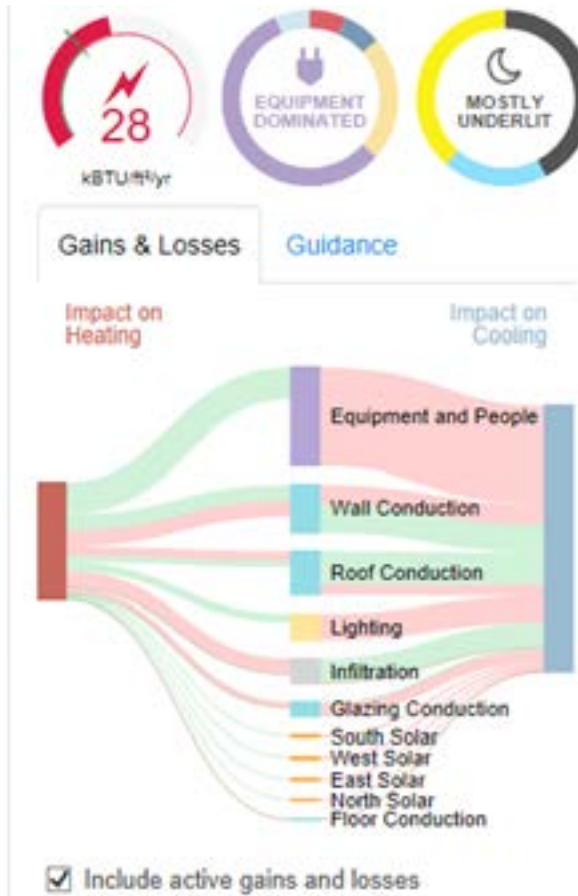 28
kBTU/ft²/yr
EQUIPMENT
DOMINATED
MOSTLY
UNDERLIT
Gains & Losses
Guidance
Impact on
Heating
Impact on
Cooling
Equipment and People
Wall Conduction
Roof Conduction
Lighting
Infiltration
Glazing Conduction
South Solar
West Solar
East Solar
North Solar
Floor Conduction
Include active gains and losses